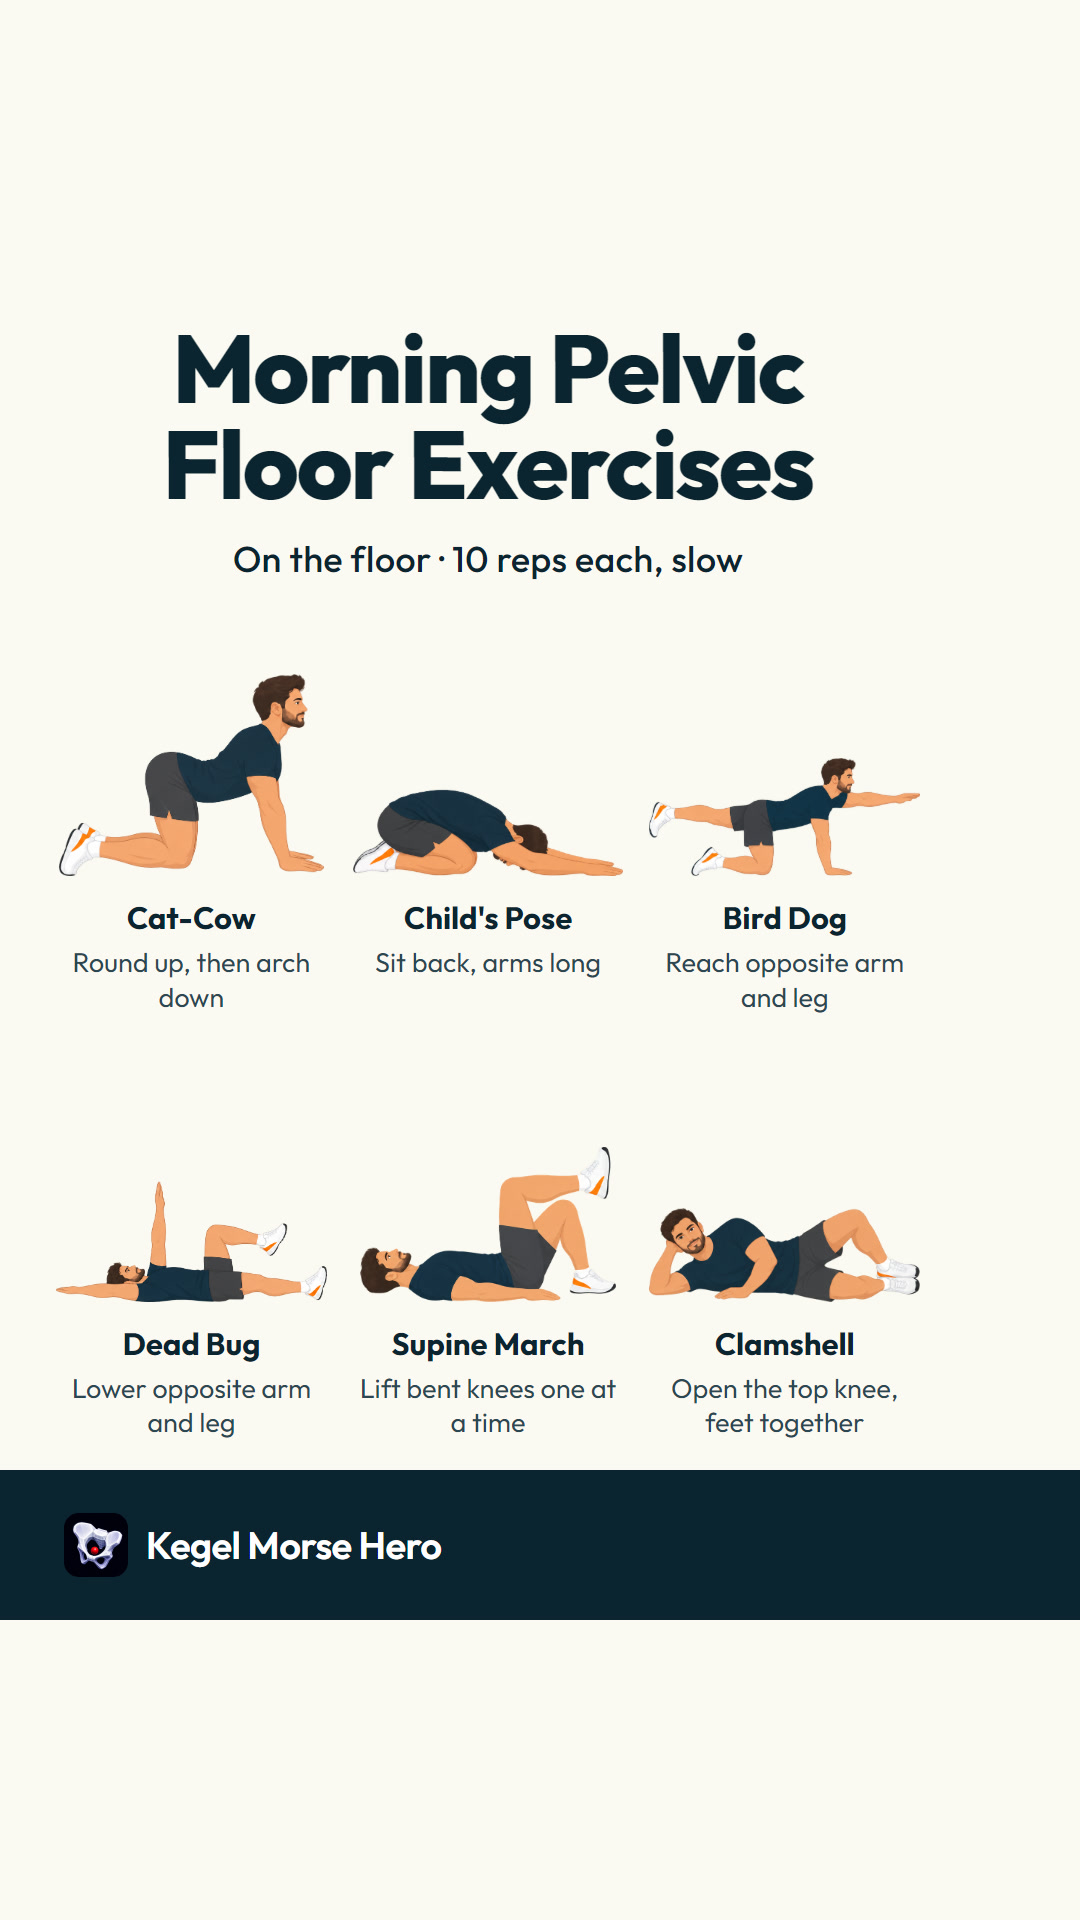 Morning Pelvic
Floor Exercises
On the floor · 10 reps each, slow
Cat-Cow
Round up, then arch
down
Child's Pose
Sit back, arms long
Bird Dog
Reach opposite arm
and leg
Dead Bug
Lower opposite arm
and leg
Supine March
Lift bent knees one at
a time
Clamshell
Open the top knee,
feet together
Kegel Morse Hero